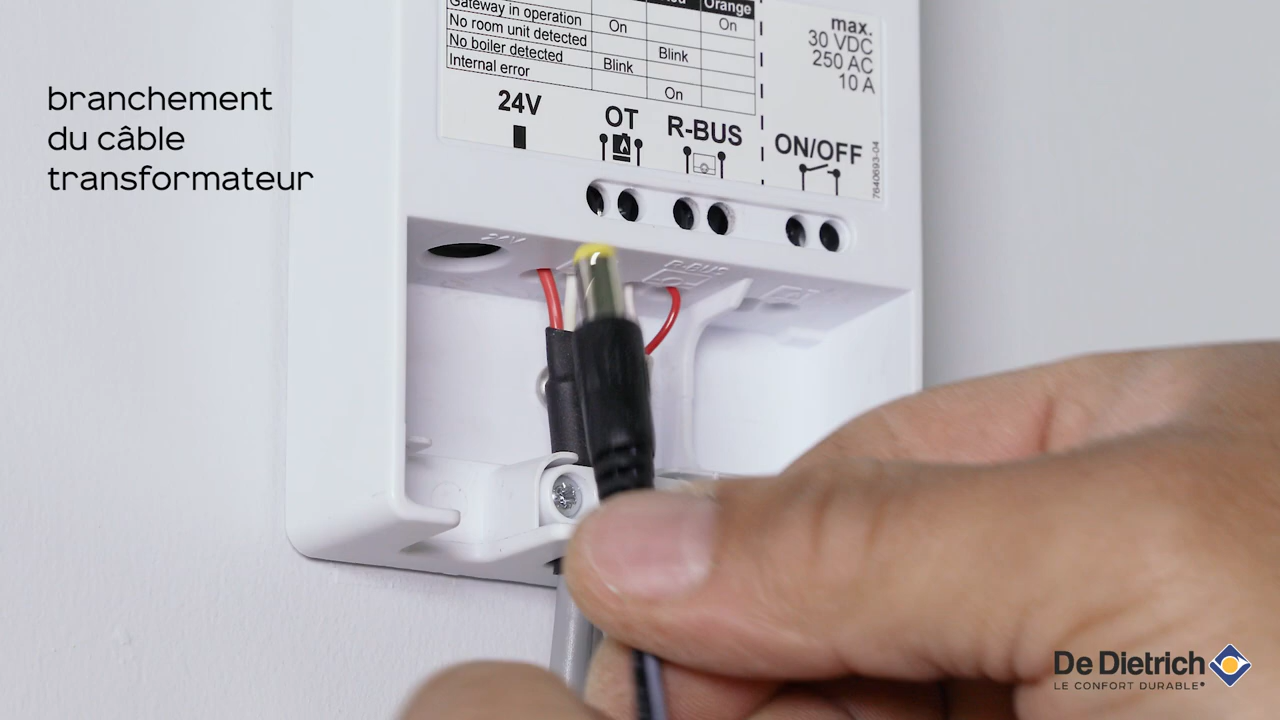 branchement
du câble
transformateur
Orange
Gateway in operation On On
No room unit detected
No boiler detected Blink
Internal error Blink
On
max.
30 VDC
250 AC
10 A
24V
OT
R-BUS
ON/OFF
7640693-04
24V
R-BUS
De Dietrich
LE CONFORT DURABLE®